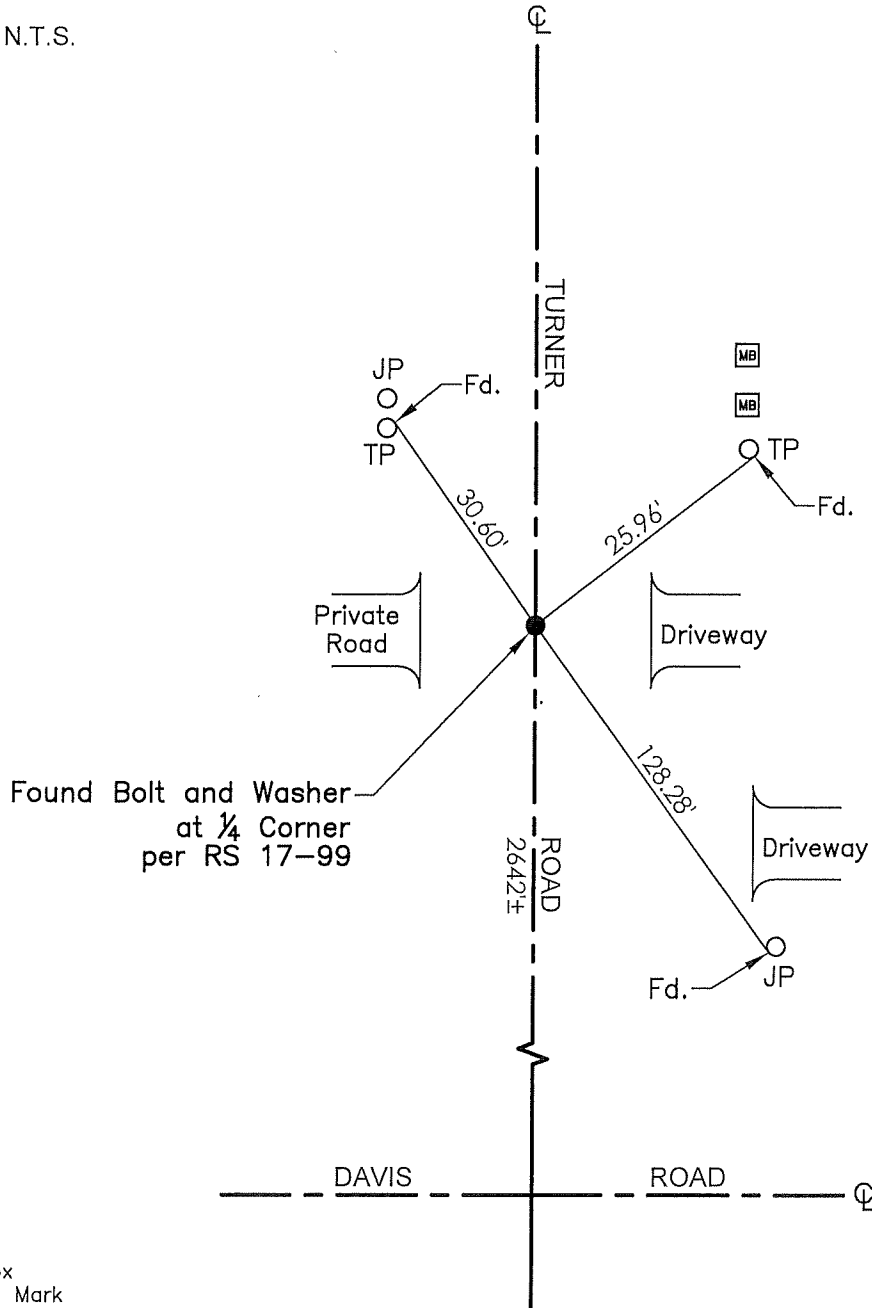 N.T.S.
℄
TURNER
MB
JP
Fd.
MB
TP
TP
Fd.
30.60'
25.96'
Private
Road
Driveway
128.28'
Found Bolt and Washer
at ¼ Corner
per RS 17-99
ROAD
2642'±
Driveway
Fd.
JP
DAVIS
ROAD
℄
Mark